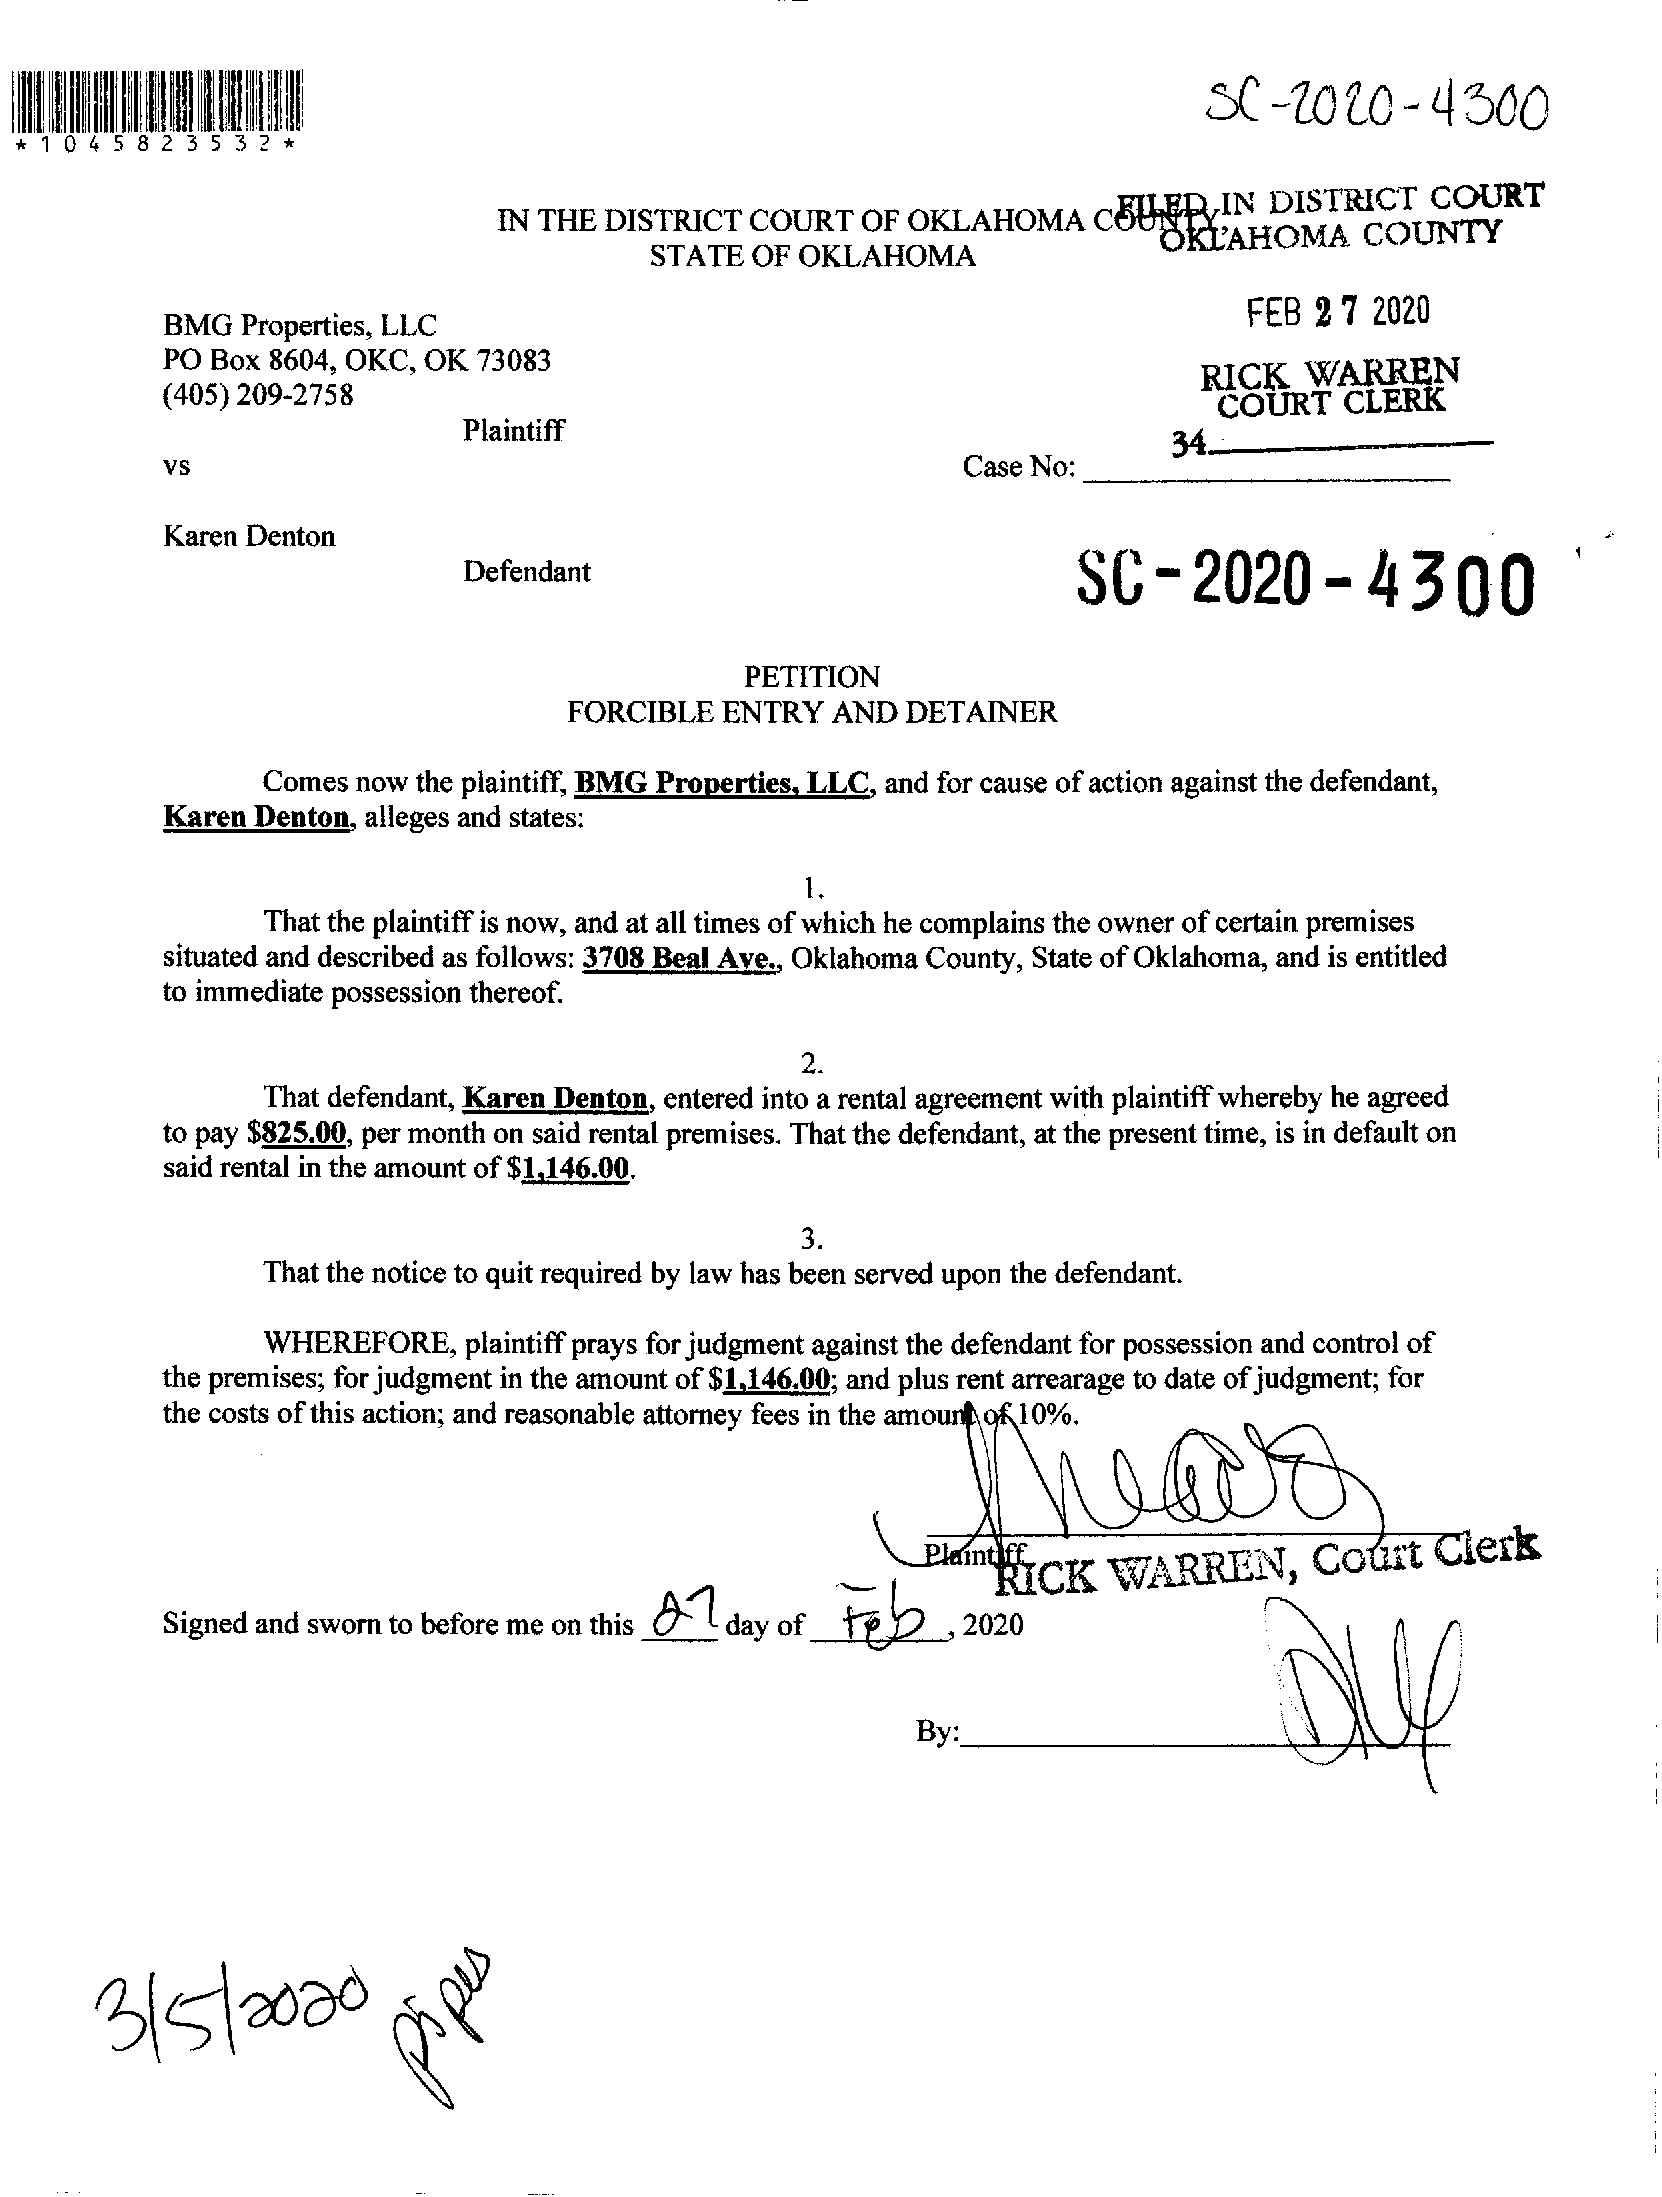 SC-2020-4300
*1045823532*
IN THE DISTRICT COURT OF OKLAHOMA COUNTY
STATE OF OKLAHOMA
FILED IN DISTRICT COURT
OKLAHOMA COUNTY
FEB 27 2020
RICK WARREN
COURT CLERK
34
BMG Properties, LLC
PO Box 8604, OKC, OK 73083
(405) 209-2758
Plaintiff
vs
Case No:
Karen Denton
Defendant
SC-2020-4300
PETITION
FORCIBLE ENTRY AND DETAINER
Comes now the plaintiff, BMG Properties, LLC, and for cause of action against the defendant,
Karen Denton, alleges and states:
1.
That the plaintiff is now, and at all times of which he complains the owner of certain premises
situated and described as follows: 3708 Beal Ave., Oklahoma County, State of Oklahoma, and is entitled
to immediate possession thereof.
2.
That defendant, Karen Denton, entered into a rental agreement with plaintiff whereby he agreed
to pay $825.00, per month on said rental premises. That the defendant, at the present time, is in default on
said rental in the amount of $1,146.00.
3.
That the notice to quit required by law has been served upon the defendant.
WHEREFORE, plaintiff prays for judgment against the defendant for possession and control of
the premises; for judgment in the amount of $1,146.00; and plus rent arrearage to date of judgment; for
the costs of this action; and reasonable attorney fees in the amount of 10%.
Plaintiff
RICK WARREN, Court Clerk
Signed and sworn to before me on this 27 day of Feb, 2020
By:
3/5/2020
pipes